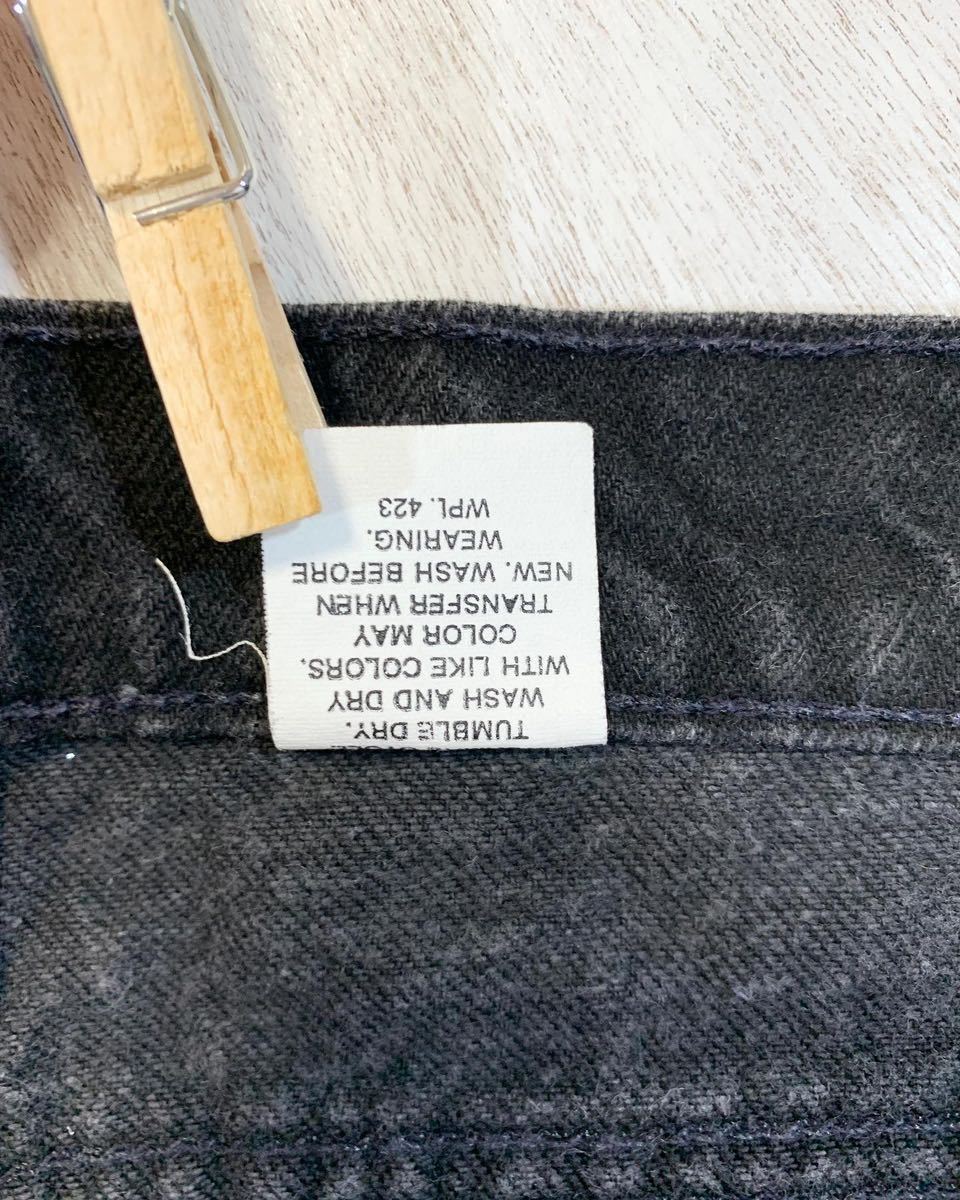 TUMBLE DRY.
WASH AND DRY
WITH LIKE COLORS.
COLOR MAY
TRANSFER WHEN
NEW. WASH BEFORE
WEARING.
WPL. 423